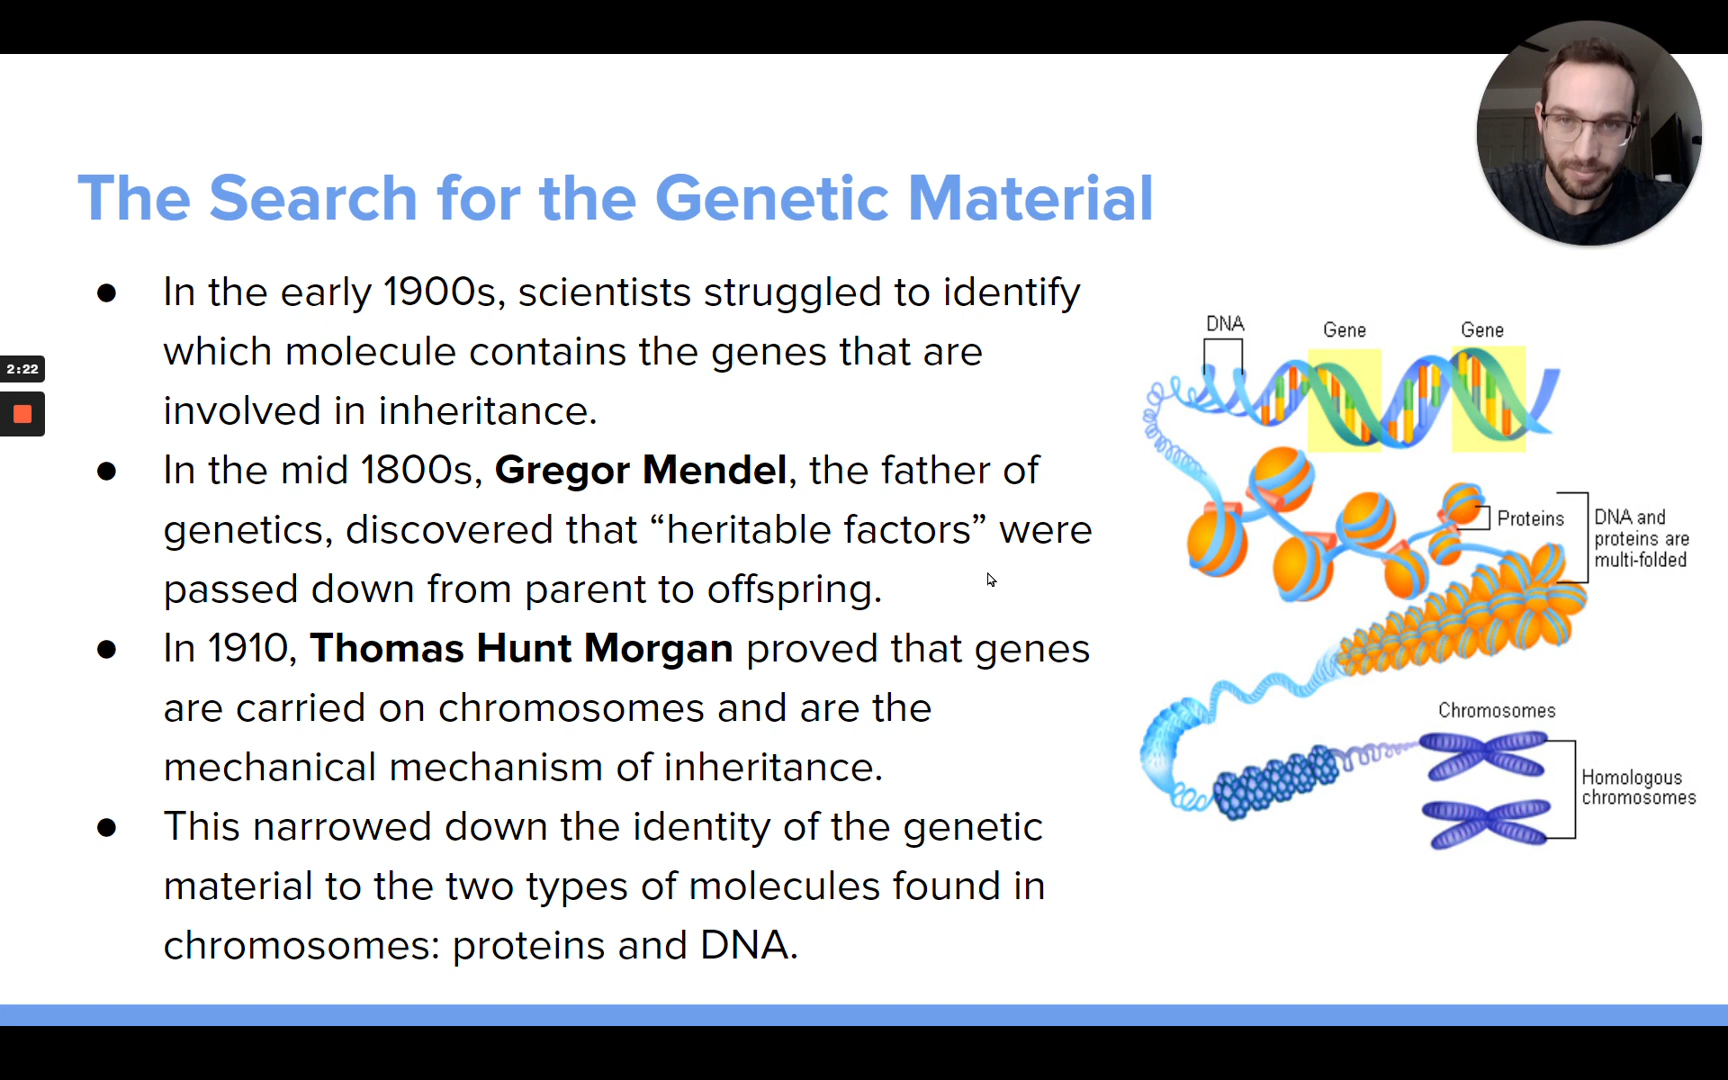 The Search for the Genetic Material
● In the early 1900s, scientists struggled to identify
which molecule contains the genes that are
involved in inheritance.
● In the mid 1800s, Gregor Mendel, the father of
genetics, discovered that “heritable factors” were
passed down from parent to offspring.
● In 1910, Thomas Hunt Morgan proved that genes
are carried on chromosomes and are the
mechanical mechanism of inheritance.
● This narrowed down the identity of the genetic
material to the two types of molecules found in
chromosomes: proteins and DNA.
2:22
DNA
Gene
Gene
Proteins
DNA and
proteins are
multi-folded
Chromosomes
Homologous
chromosomes